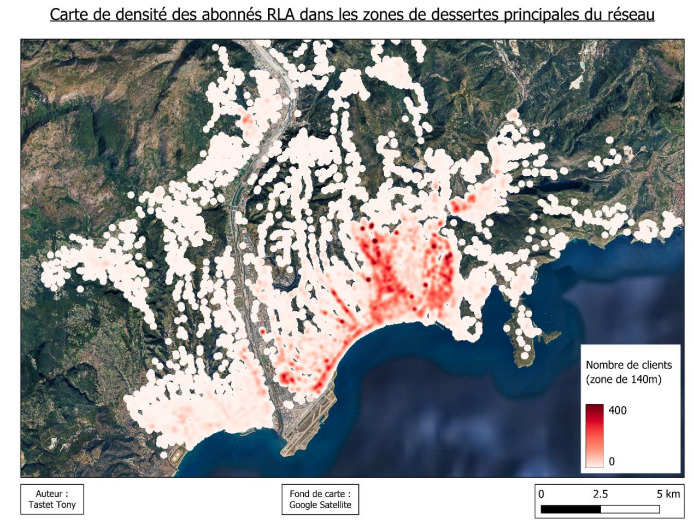 Carte de densité des abonnés RLA dans les zones de dessertes principales du réseau
Nombre de clients
(zone de 140m)
400
0
Auteur :
Tastet Tony
Fond de carte :
Google Satellite
0 2.5 5 km